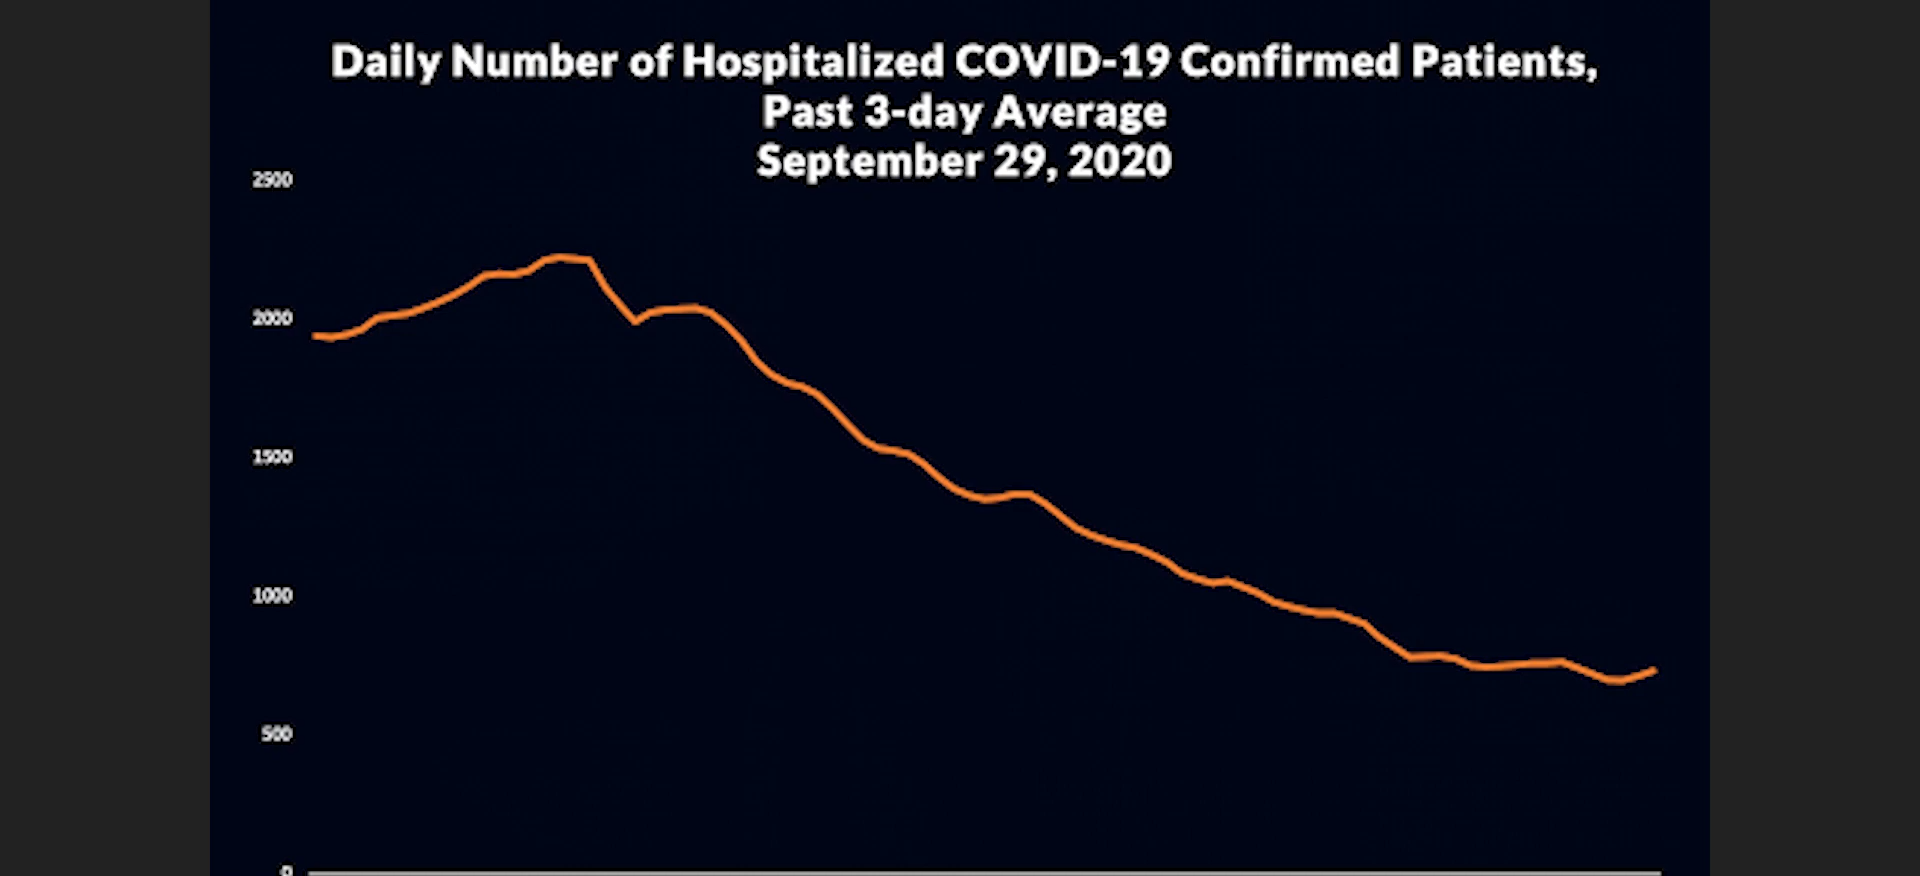 Daily Number of Hospitalized COVID-19 Confirmed Patients,
Past 3-day Average
September 29, 2020
2500
2000
1500
1000
500
0